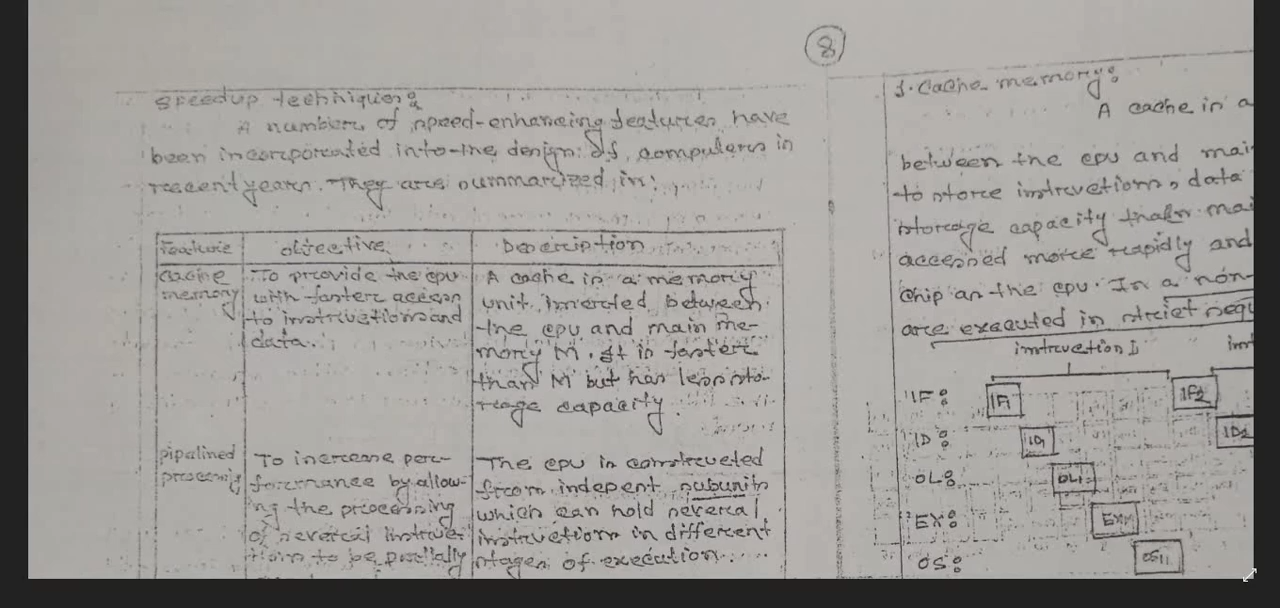 8
Speedup techniques:
A number of speed-enhancing features have
been incorporated into the design of computers in
recent years. They are summarized in:
Feature
objective
Description
Cache
memory
To provide the cpu
with faster access
to instructions and
data.
A cache is a memory
unit inserted between
the cpu and main me-
mory M. It is faster
than M but has less sto-
rage capacity.
pipalined
processing
To increase per-
formance by allow-
ing the processing
of several instruc-
tion to be partially
The cpu is constructed
from indepent subunits
which can hold several
instructions in different
stages of execution.
1. Cache memory:
A cache is a
between the cpu and mai
to store instructions, data
storage capacity than mai
accessed more rapidly and
chip as the cpu. In a non-
are executed in strict sequ
instruction I1
inst
IF:
IF1
IF2
ID:
ID1
ID2
OL:
OL1
EX:
EX1
OS:
OS1